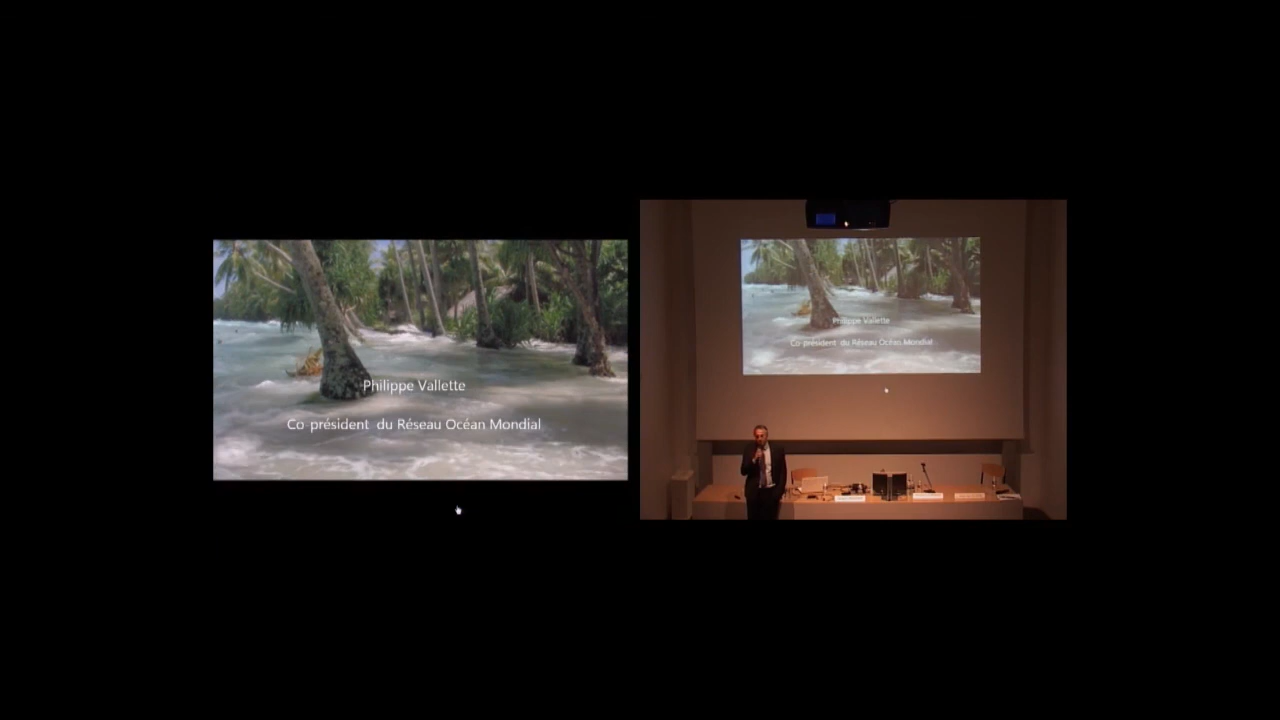 Philippe Vallette
Co-président du Réseau Océan Mondial
Philippe Vallette
Co-président du Réseau Océan Mondial